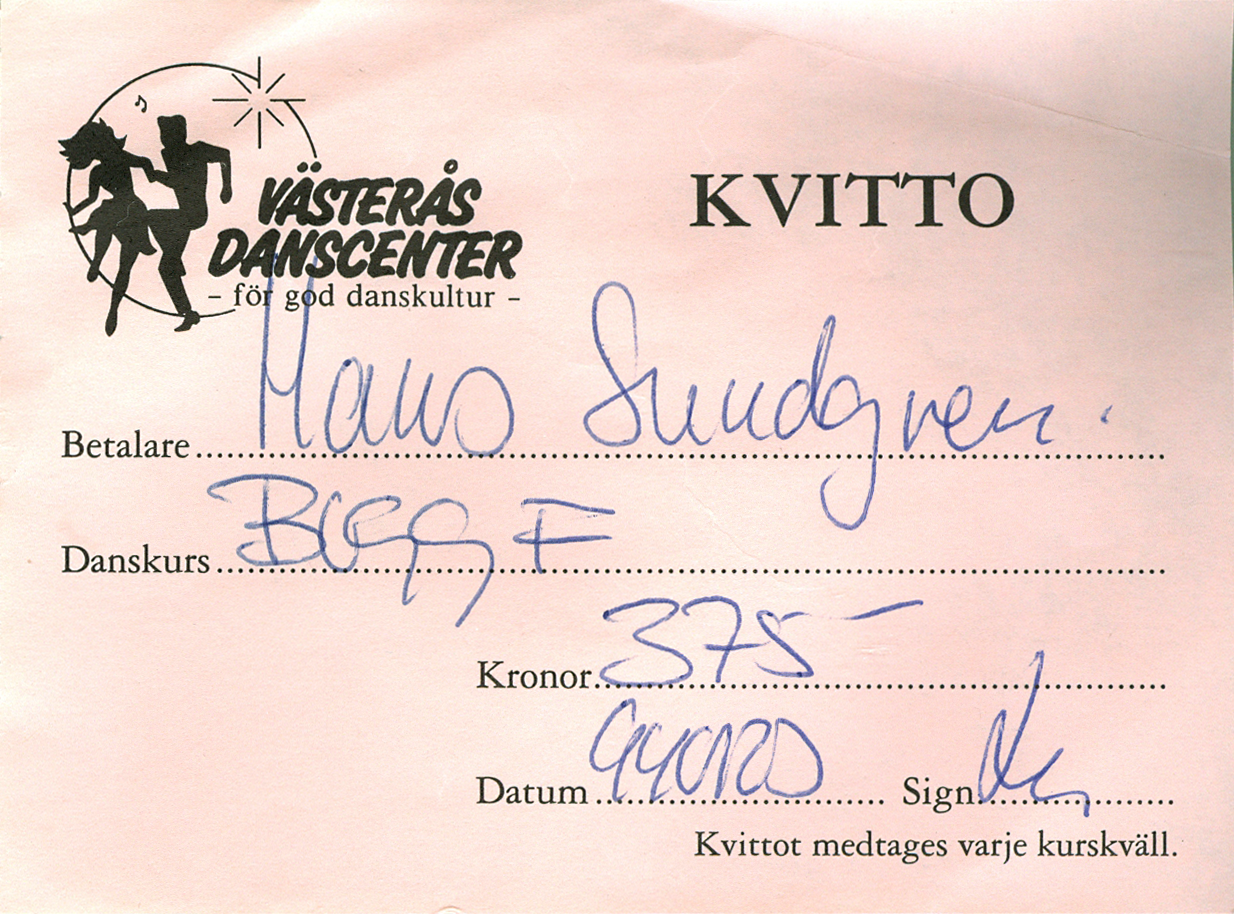 VÄSTERÅS
DANSCENTER
- för god danskultur -
KVITTO
Betalare Hans Sundgren
Danskurs BUGG F
Kronor 375 -
Datum 940120 Sign
Kvittot medtages varje kurskväll.